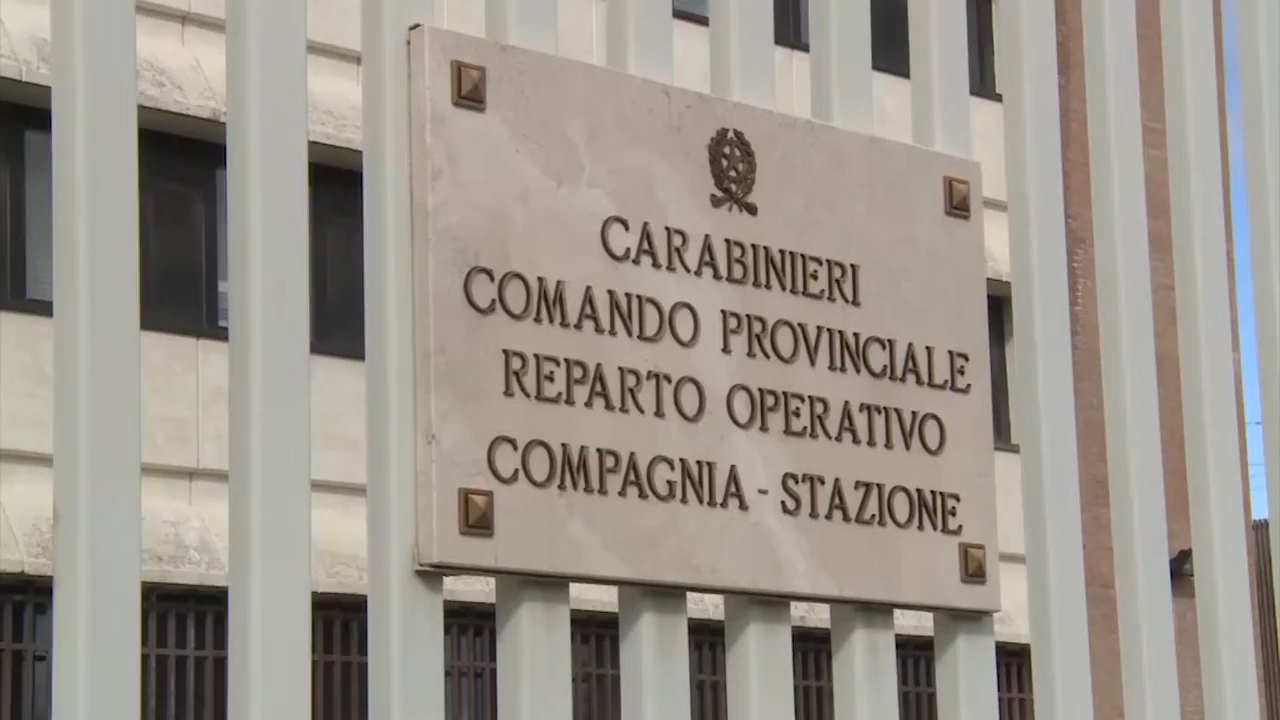 CARABINIERI
COMANDO PROVINCIALE
REPARTO OPERATIVO
COMPAGNIA - STAZIONE